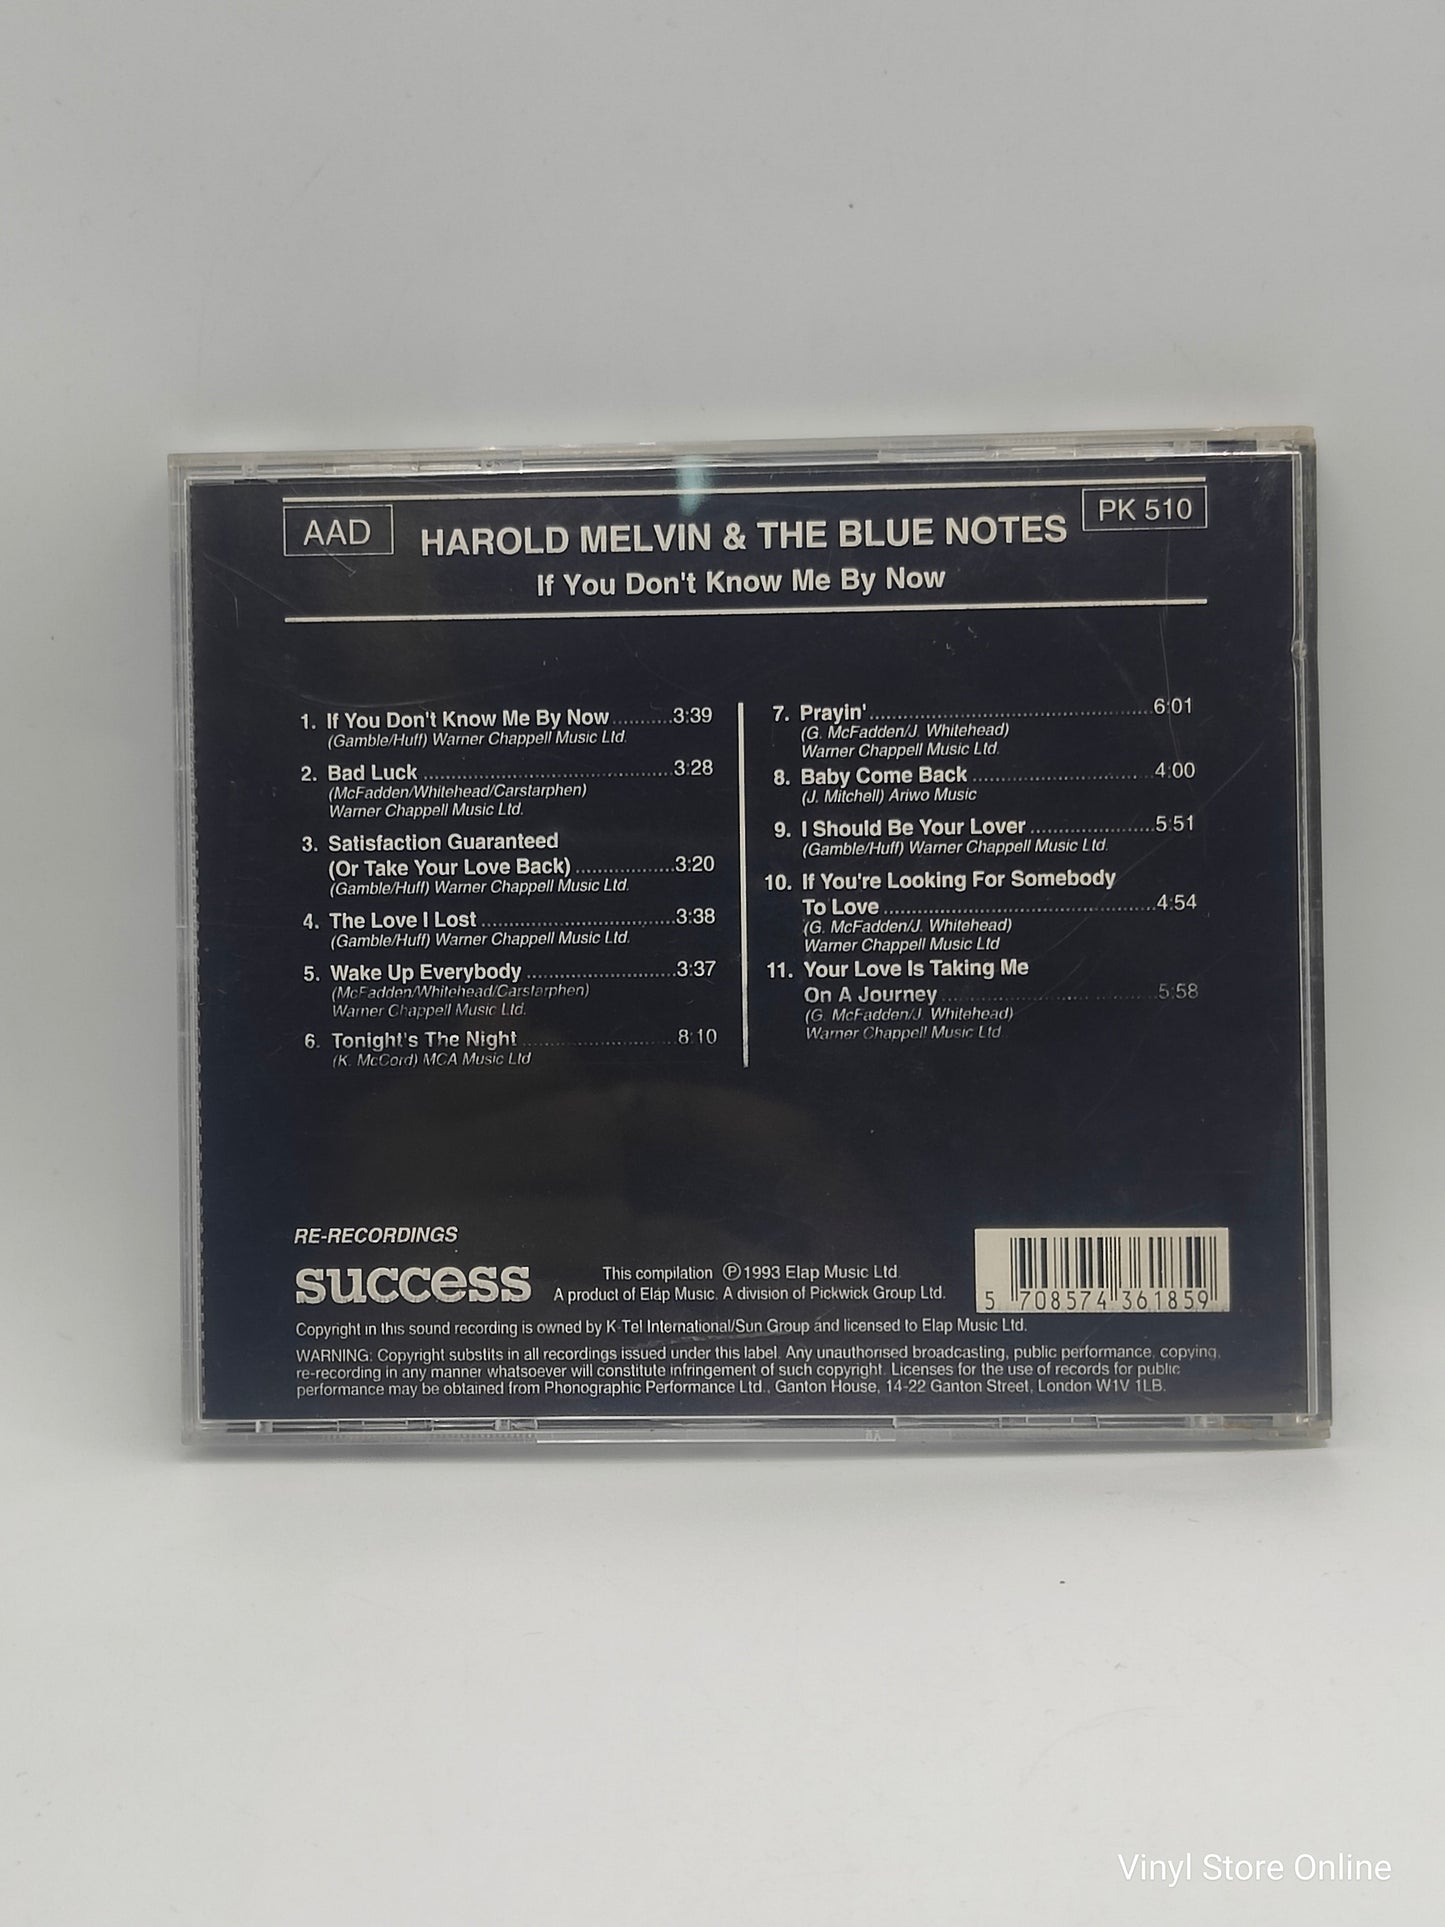 AAD
HAROLD MELVIN & THE BLUE NOTES
PK 510
If You Don't Know Me By Now
1. If You Don't Know Me By Now..........3:39
(Gamble/Huff) Warner Chappell Music Ltd.
2. Bad Luck ........................................3:28
(McFadden/Whitehead/Carstarphen)
Warner Chappell Music Ltd.
3. Satisfaction Guaranteed
(Or Take Your Love Back) .................3:20
(Gamble/Huff) Warner Chappell Music Ltd.
4. The Love I Lost ...............................3:38
(Gamble/Huff) Warner Chappell Music Ltd.
5. Wake Up Everybody ........................3:37
(McFadden/Whitehead/Carstarphen)
Warner Chappell Music Ltd.
6. Tonight's The Night .........................8:10
(K. McCord) MCA Music Ltd
7. Prayin'..............................................6:01
(G. McFadden/J. Whitehead)
Warner Chappell Music Ltd.
8. Baby Come Back .............................4:00
(J. Mitchell) Ariwo Music
9. I Should Be Your Lover ....................5:51
(Gamble/Huff) Warner Chappell Music Ltd.
10. If You're Looking For Somebody
To Love ............................................4:54
(G. McFadden/J. Whitehead)
Warner Chappell Music Ltd
11. Your Love Is Taking Me
On A Journey ...................................5:58
(G. McFadden/J. Whitehead)
Warner Chappell Music Ltd.
RE-RECORDINGS
success
This compilation Ⓟ1993 Elap Music Ltd.
A product of Elap Music. A division of Pickwick Group Ltd.
5 708574 361859
Copyright in this sound recording is owned by K-Tel International/Sun Group and licensed to Elap Music Ltd.
WARNING: Copyright substits in all recordings issued under this label. Any unauthorised broadcasting, public performance, copying,
re-recording in any manner whatsoever will constitute infringement of such copyright. Licenses for the use of records for public
performance may be obtained from Phonographic Performance Ltd., Ganton House, 14-22 Ganton Street, London W1V 1LB.
Vinyl Store Online